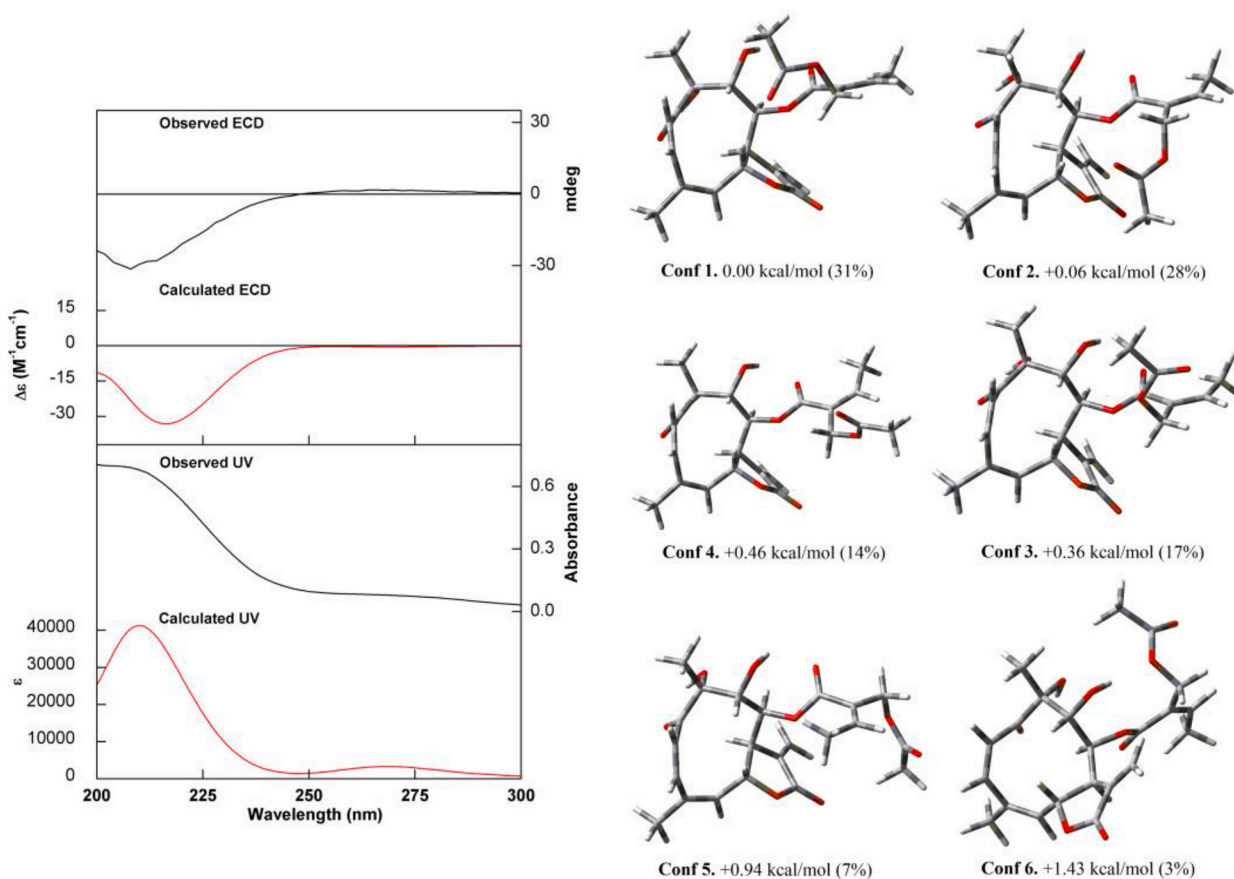 Observed ECD
30
0
mdeg
-30
Calculated ECD
15
0
-15
-30
Δε (M⁻¹cm⁻¹)
Observed UV
0.6
0.3
0.0
Absorbance
Calculated UV
40000
30000
20000
10000
0
ε
200 225 250 275 300
Wavelength (nm)
Conf 1. 0.00 kcal/mol (31%)
Conf 2. +0.06 kcal/mol (28%)
Conf 4. +0.46 kcal/mol (14%)
Conf 3. +0.36 kcal/mol (17%)
Conf 5. +0.94 kcal/mol (7%)
Conf 6. +1.43 kcal/mol (3%)